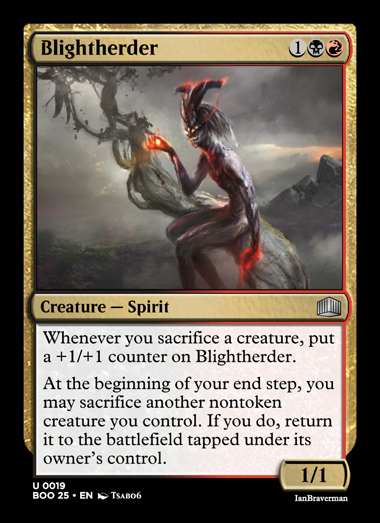 Blightherder 1
Creature — Spirit
Whenever you sacrifice a creature, put
a +1/+1 counter on Blightherder.
At the beginning of your end step, you
may sacrifice another nontoken
creature you control. If you do, return
it to the battlefield tapped under its
owner's control.
1/1
U 0019
BOO 25 • EN Tsabo6
IanBraverman